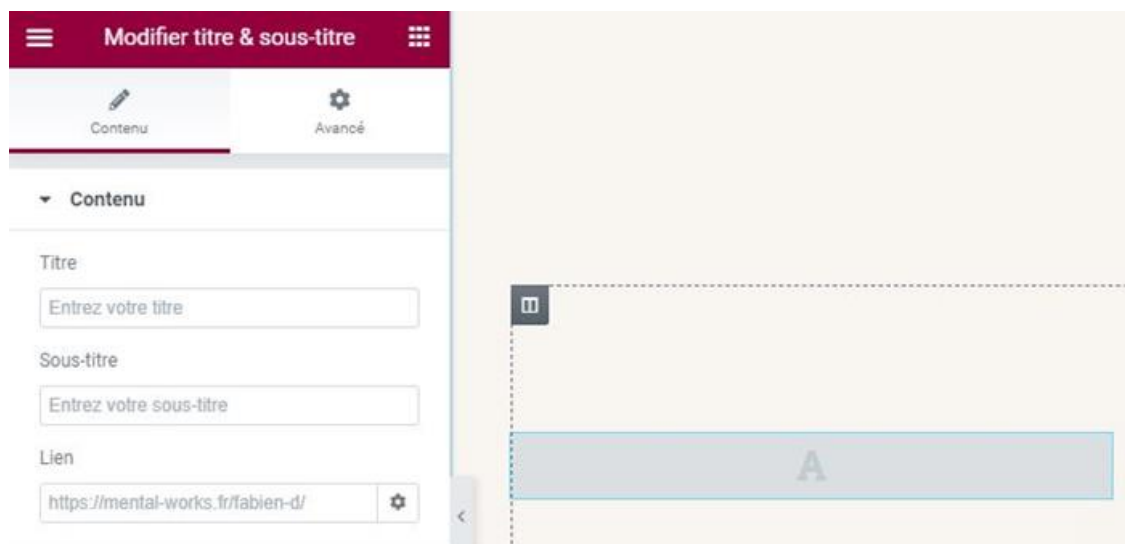 Modifier titre & sous-titre
Contenu
Avancé
Contenu
Titre
Entrez votre titre
Sous-titre
Entrez votre sous-titre
Lien
https://mental-works.fr/fabien-d/
A